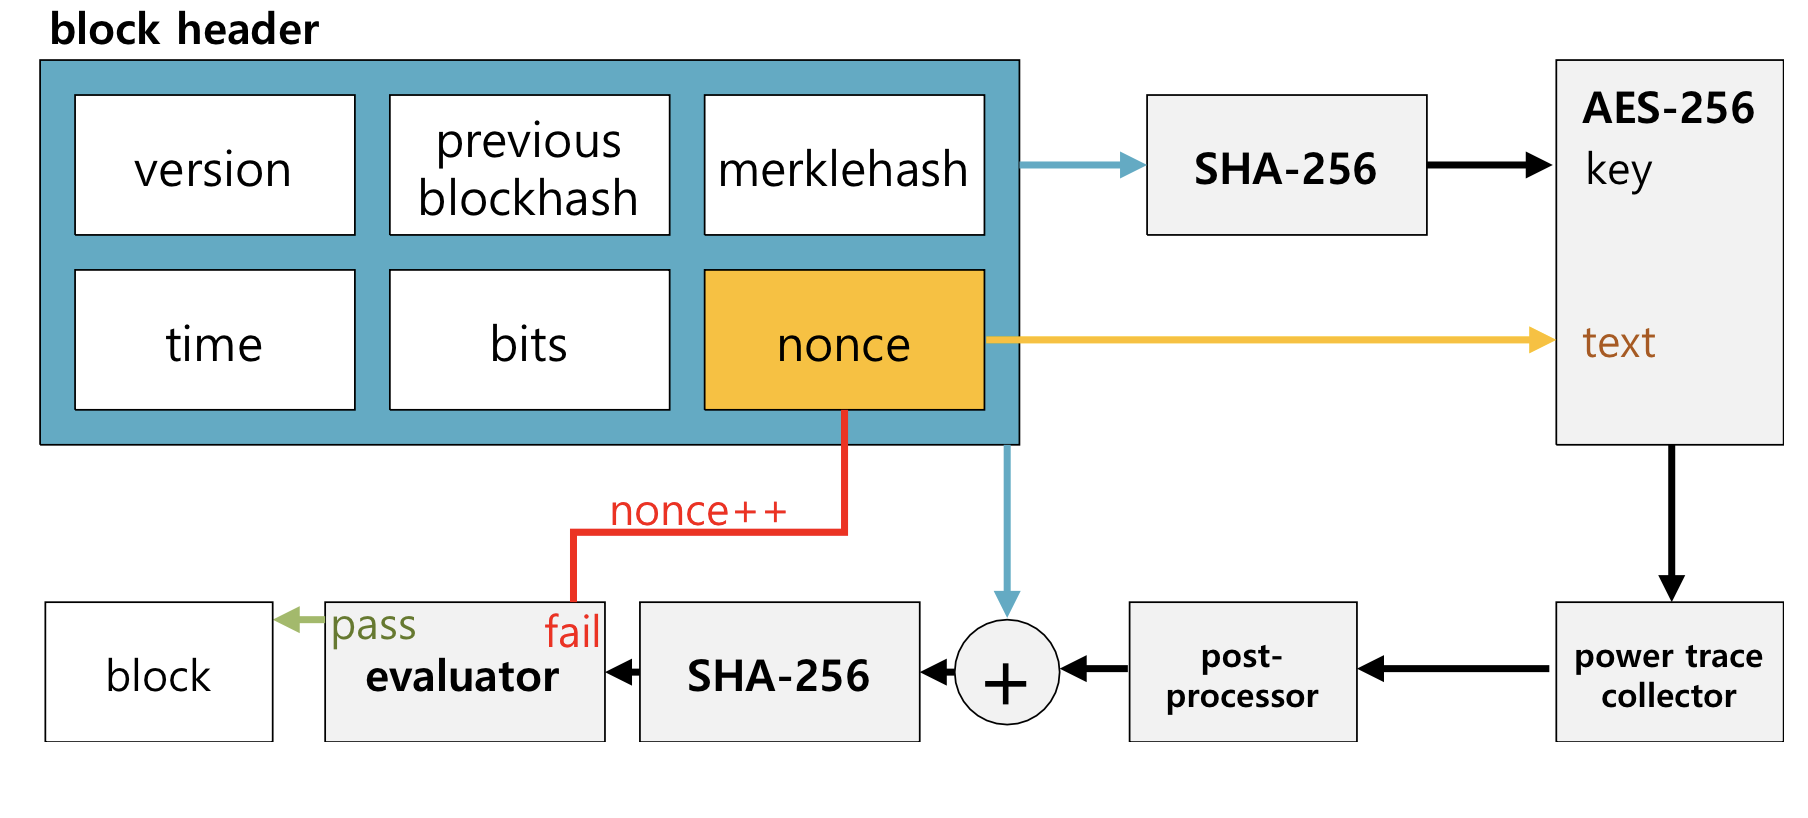 block header
version
previous
blockhash
merklehash
SHA-256
AES-256
key
time
bits
nonce
text
nonce++
block
pass
fail
evaluator
SHA-256
+
post-
processor
power trace
collector